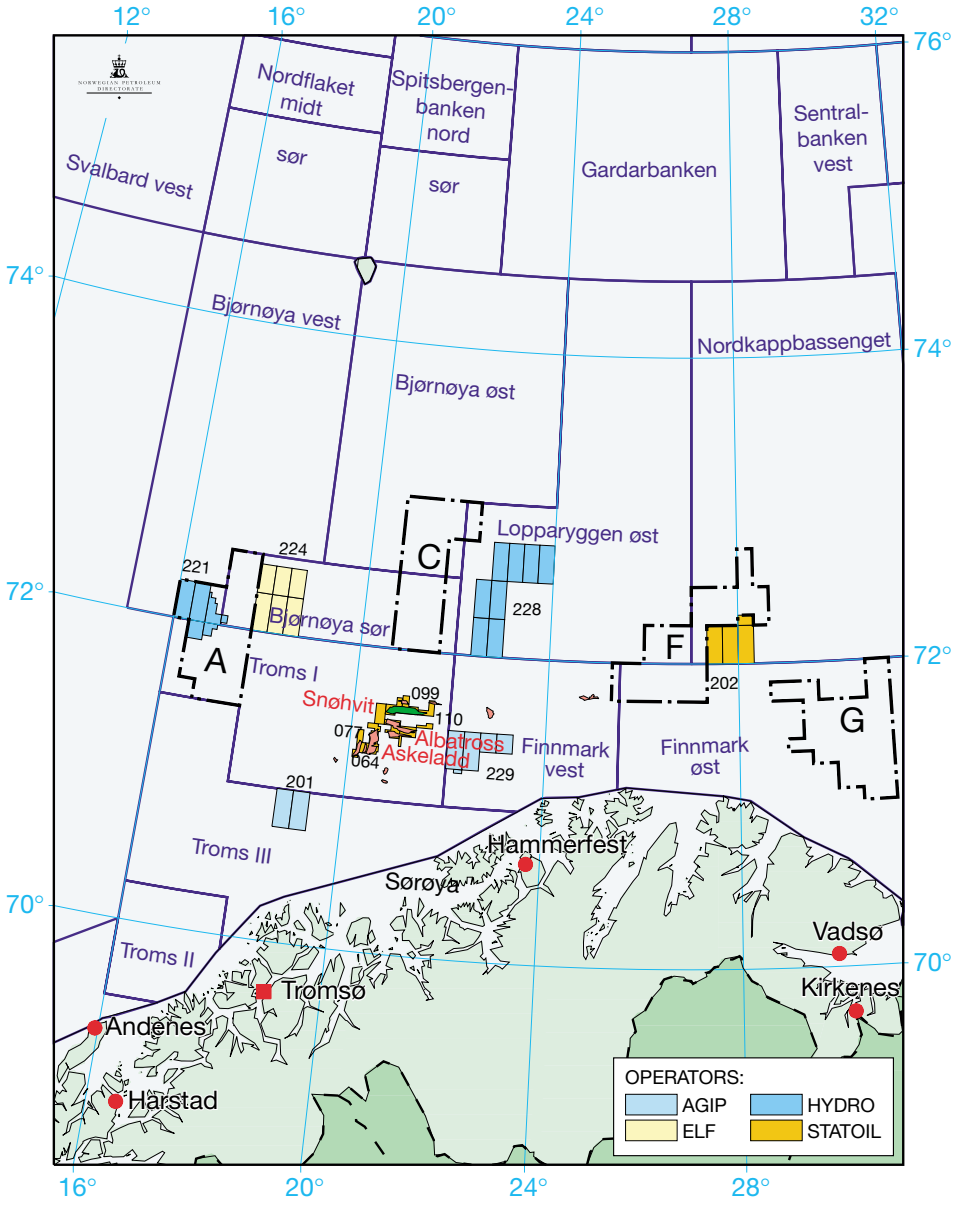 12°
16°
20°
24°
28°
32°
76°
NORWEGIAN PETROLEUM
DIRECTORATE
Nordflaket
midt
Spitsbergen-
banken
nord
Sentral-
banken
vest
Svalbard vest
sør
sør
Gardarbanken
74°
Bjørnøya vest
Nordkappbassenget
74°
Bjørnøya øst
Lopparyggen øst
224
C
221
72°
228
Bjørnøya sør
F
72°
A
Troms I
202
099
Snøhvit
110
G
077
Albatross
Askeladd
064
Finnmark
vest
Finnmark
øst
229
201
Troms III
Hammerfest
Sørøya
70°
Vadsø
70°
Troms II
Tromsø
Kirkenes
Andenes
Harstad
OPERATORS:
AGIP
HYDRO
ELF
STATOIL
16°
20°
24°
28°